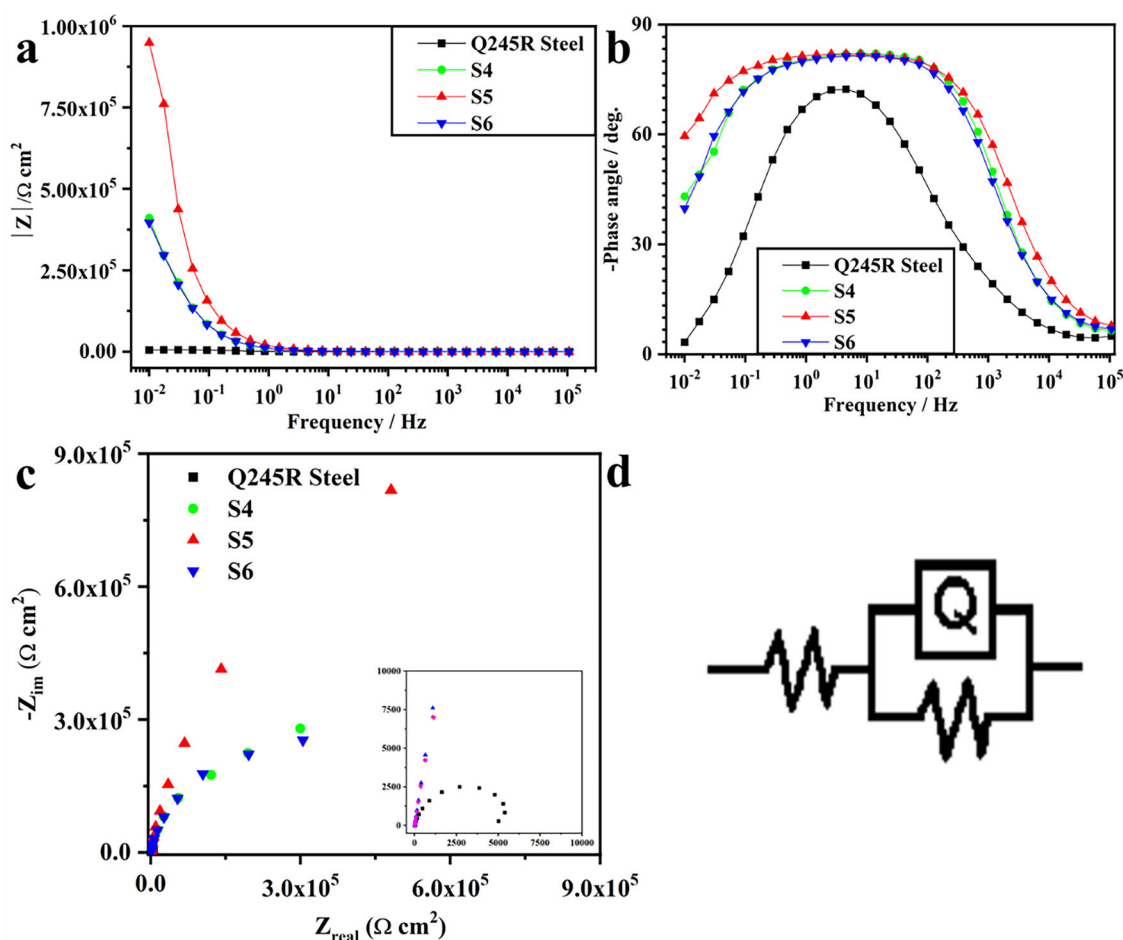 a
1.00x10⁶
7.50x10⁵
5.00x10⁵
2.50x10⁵
0.00
|Z|/Ω cm²
10⁻² 10⁻¹ 10⁰ 10¹ 10² 10³ 10⁴ 10⁵
Frequency / Hz
Q245R Steel
S4
S5
S6
b
90
60
30
0
-Phase angle / deg.
10⁻² 10⁻¹ 10⁰ 10¹ 10² 10³ 10⁴ 10⁵
Frequency / Hz
Q245R Steel
S4
S5
S6
c
9.0x10⁵
6.0x10⁵
3.0x10⁵
0.0
-Zᵢₘ (Ω cm²)
0.0 3.0x10⁵ 6.0x10⁵ 9.0x10⁵
Zᵣₑₐₗ (Ω cm²)
Q245R Steel
S4
S5
S6
10000
7500
5000
2500
0
0 2500 5000 7500 10000
d
Q